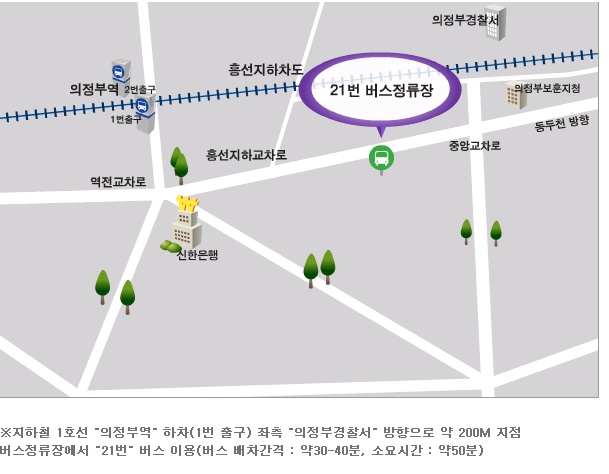 의정부경찰서
흥선지하차도
의정부역 2번출구
21번 버스정류장
의정부보훈지청
1번출구
동두천 방향
흥선지하교차로
중앙교차로
역전교차로
신한은행
※지하철 1호선 "의정부역" 하차(1번 출구) 좌측 "의정부경찰서" 방향으로 약 200M 지점
버스정류장에서 "21번" 버스 이용(버스 배차간격 : 약30-40분, 소요시간 : 약50분)